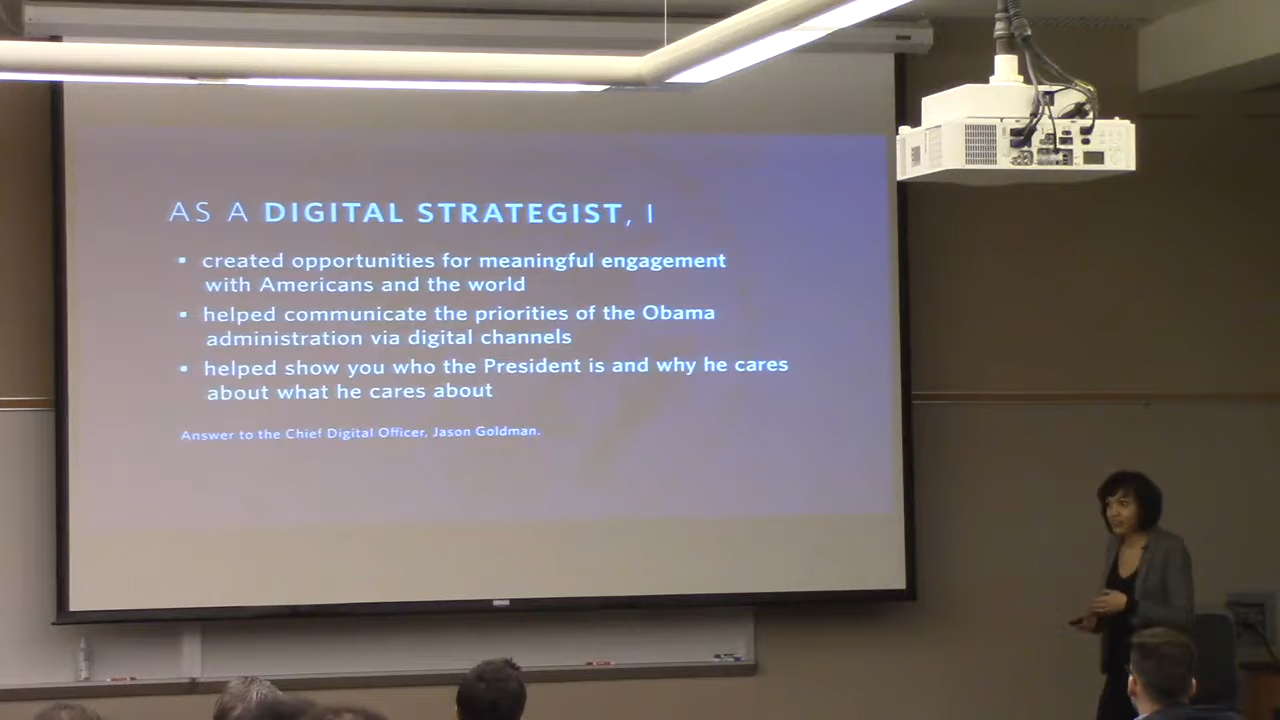 AS A DIGITAL STRATEGIST, I
▪ created opportunities for meaningful engagement
with Americans and the world
▪ helped communicate the priorities of the Obama
administration via digital channels
▪ helped show you who the President is and why he cares
about what he cares about
Answer to the Chief Digital Officer, Jason Goldman.